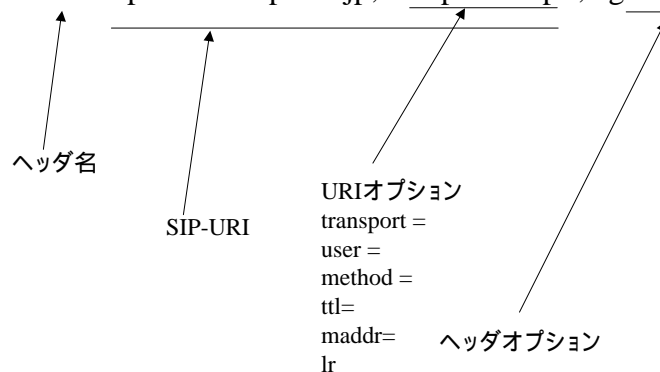 ヘッダ名
SIP-URI
URIオプション
transport =
user =
method =
ttl=
maddr=
lr
ヘッダオプション